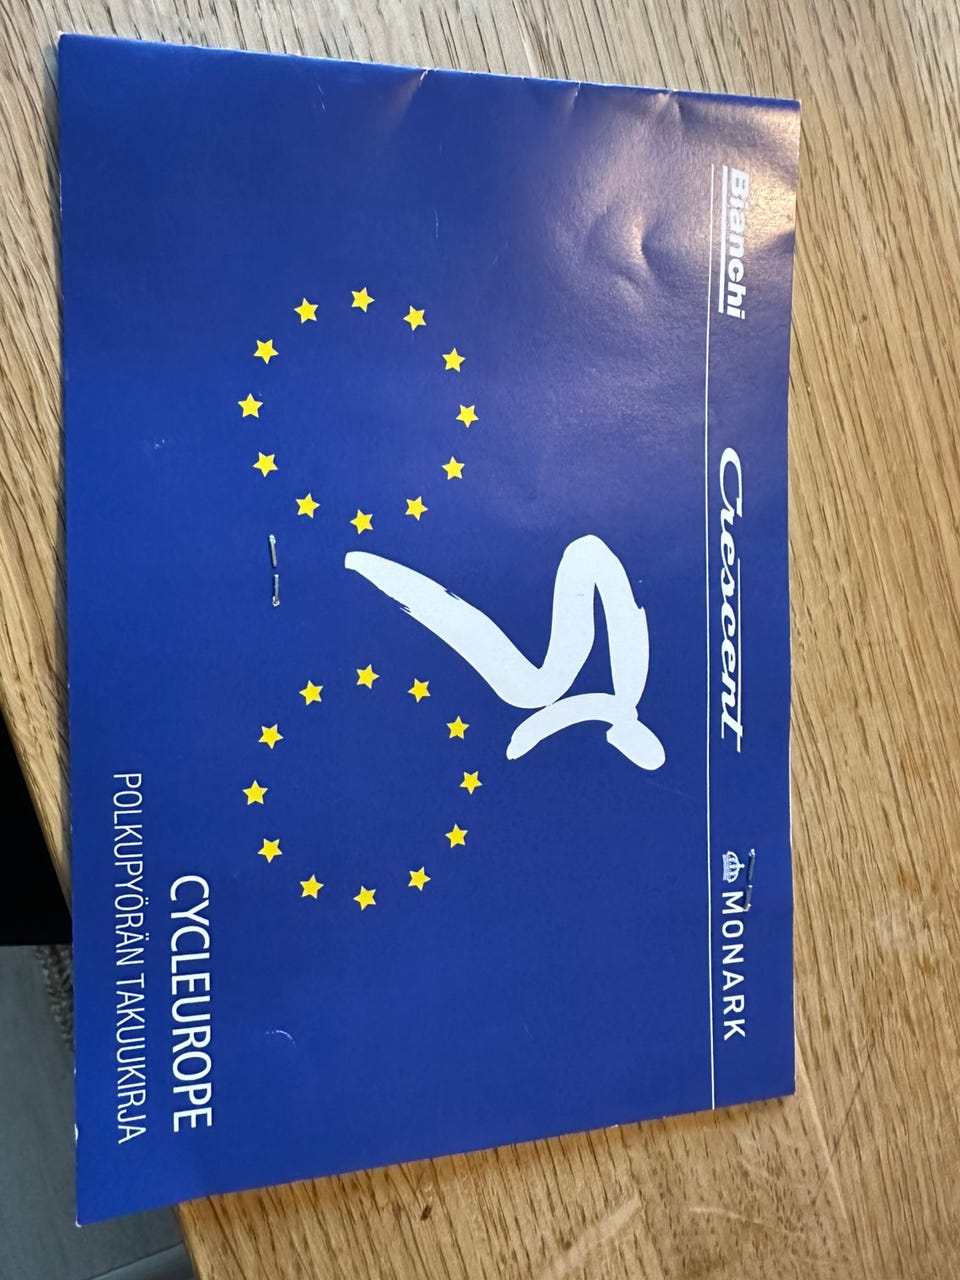 Bianchi
Crescent
MONARK
CYCLEUROPE
POLKUPYÖRÄN TAKUUKIRJA